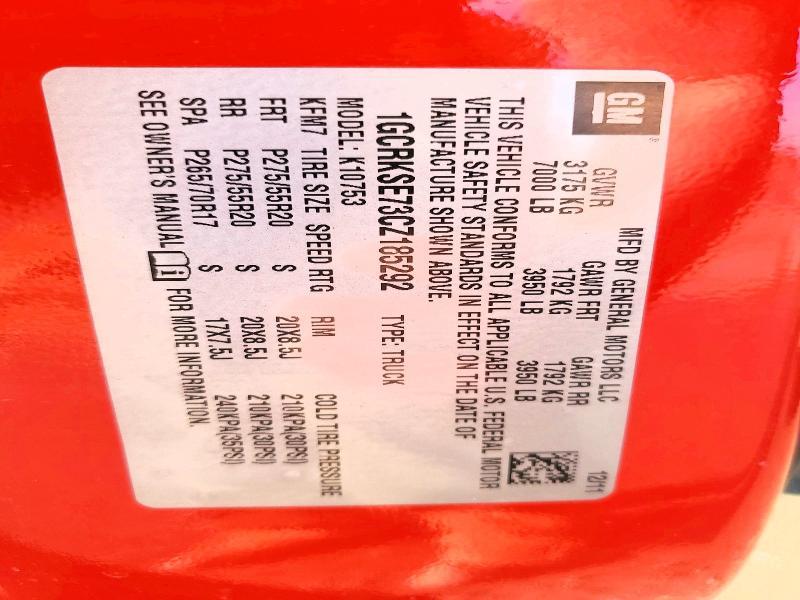 GM
MFD BY GENERAL MOTORS LLC 12/11
GVWR GAWR FRT GAWR RR
3175 KG 1792 KG 1792 KG
7000 LB 3950 LB 3950 LB
THIS VEHICLE CONFORMS TO ALL APPLICABLE U.S. FEDERAL MOTOR
VEHICLE SAFETY STANDARDS IN EFFECT ON THE DATE OF
MANUFACTURE SHOWN ABOVE.
1GCRKSE73CZ185292 TYPE: TRUCK
MODEL: K10753
KFW7 TIRE SIZE SPEED RTG RIM COLD TIRE PRESSURE
FRT P275/55R20 S 20X8.5J 210KPA(30PSI)
RR P275/55R20 S 20X8.5J 210KPA(30PSI)
SPA P265/70R17 S 17X7.5J 240KPA(35PSI)
SEE OWNER'S MANUAL FOR MORE INFORMATION.